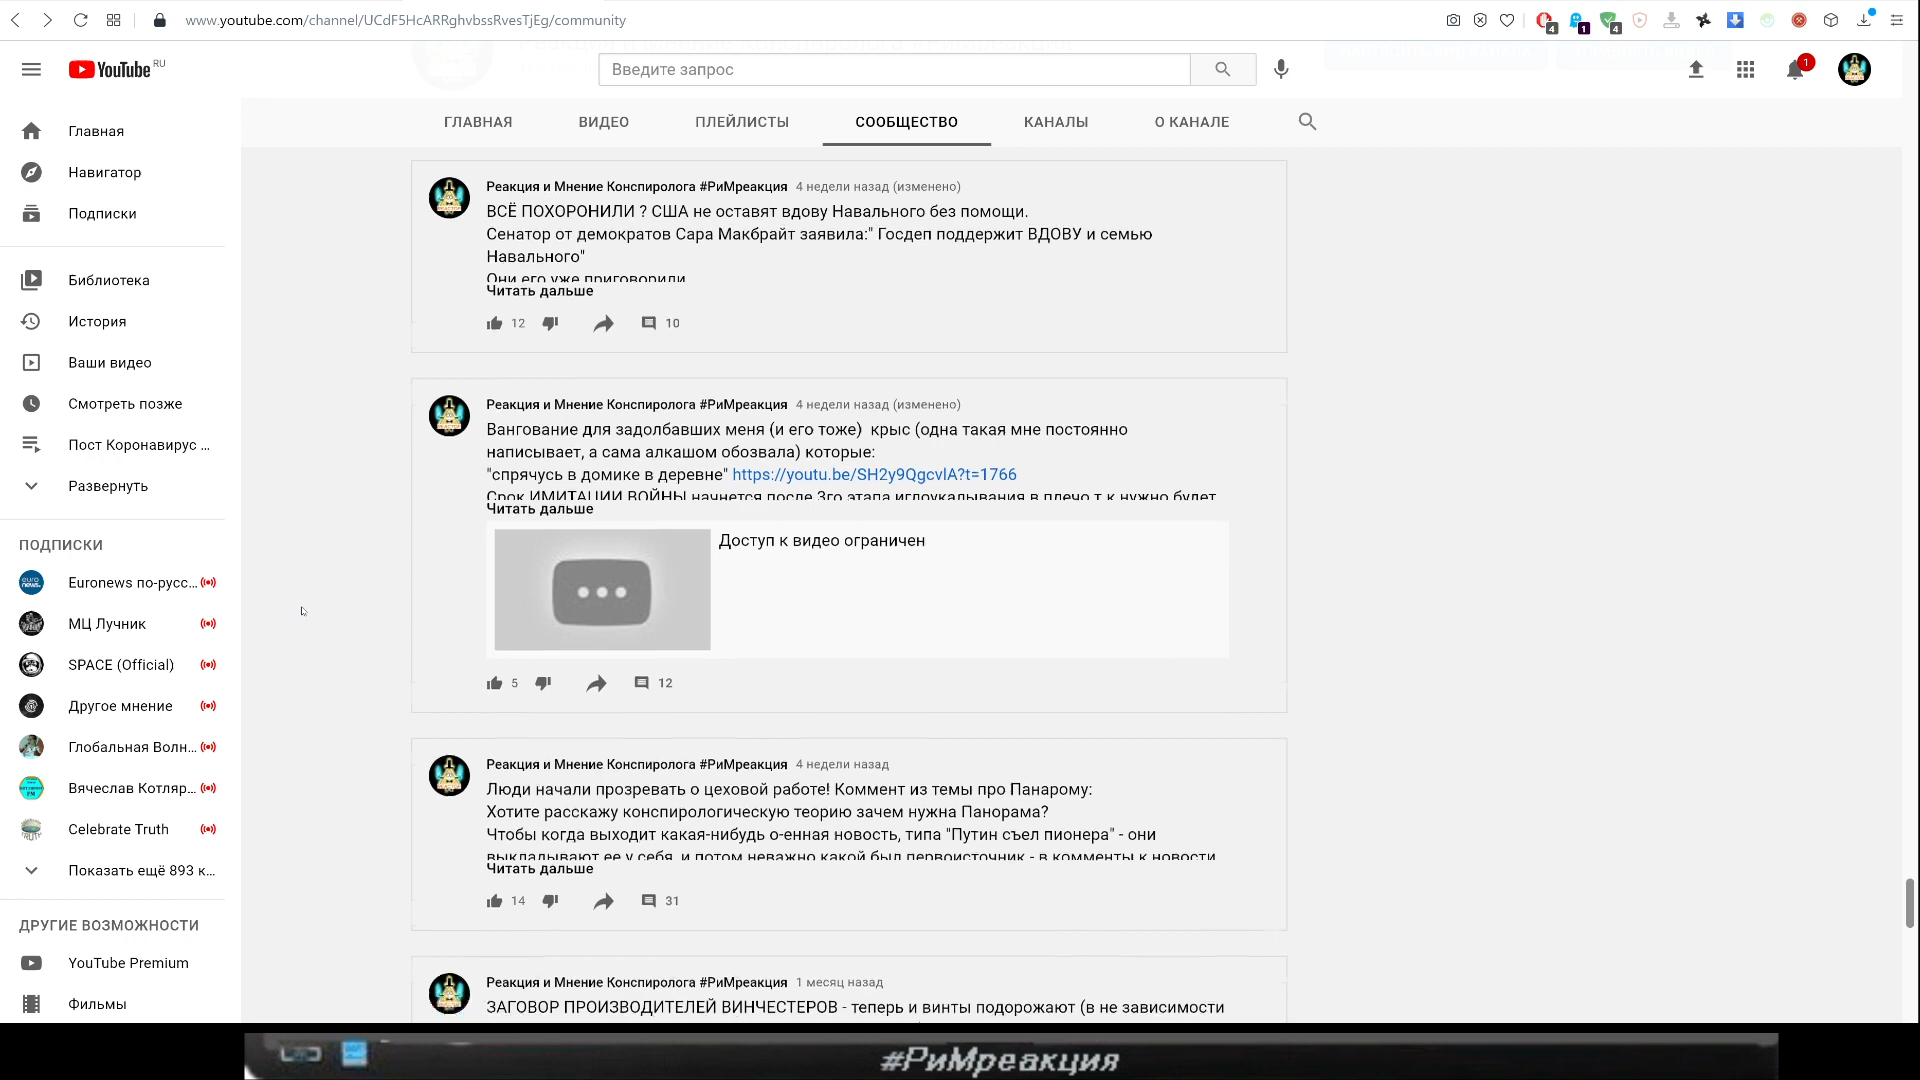 www.youtube.com/channel/UCdF5HcARRghvbssRvesTjEg/community
4
1
4
YouTube RU
Введите запрос
1
ГЛАВНАЯ
ВИДЕО
ПЛЕЙЛИСТЫ
СООБЩЕСТВО
КАНАЛЫ
О КАНАЛЕ
Главная
Навигатор
Подписки
Библиотека
История
Ваши видео
Смотреть позже
Пост Коронавирус ...
Развернуть
ПОДПИСКИ
Euronews по-русс...
МЦ Лучник
SPACE (Official)
Другое мнение
Глобальная Волн...
Вячеслав Котляр...
Celebrate Truth
Показать ещё 893 к...
ДРУГИЕ ВОЗМОЖНОСТИ
YouTube Premium
Фильмы
Реакция и Мнение Конспиролога #РиМреакция 4 недели назад (изменено)
ВСЁ ПОХОРОНИЛИ ? США не оставят вдову Навального без помощи.
Сенатор от демократов Сара Макбрайт заявила:" Госдеп поддержит ВДОВУ и семью
Навального"
Они его уже приговорили
Читать дальше
12
10
Реакция и Мнение Конспиролога #РиМреакция 4 недели назад (изменено)
Вангование для задолбавших меня (и его тоже)  крыс (одна такая мне постоянно
написывает, а сама алкашом обозвала) которые:
"спрячусь в домике в деревне" https://youtu.be/SH2y9QgcvlA?t=1766
Срок ИМИТАЦИИ ВОЙНЫ начнется после 3го этапа иглоукалывания в плечо т.к нужно будет
Читать дальше
Доступ к видео ограничен
5
12
Реакция и Мнение Конспиролога #РиМреакция 4 недели назад
Люди начали прозревать о цеховой работе! Коммент из темы про Панарому:
Хотите расскажу конспирологическую теорию зачем нужна Панорама?
Чтобы когда выходит какая-нибудь о-енная новость, типа "Путин съел пионера" - они
выкладывают ее у себя, и потом неважно какой был первоисточник - в комменты к новости
Читать дальше
14
31
Реакция и Мнение Конспиролога #РиМреакция 1 месяц назад
ЗАГОВОР ПРОИЗВОДИТЕЛЕЙ ВИНЧЕСТЕРОВ - теперь и винты подорожают (в не зависимости
#РиМреакция